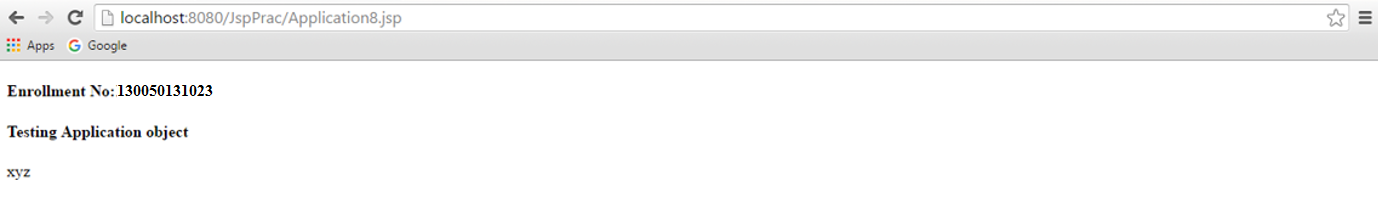 localhost:8080/JspPrac/Application8.jsp
Apps Google
Enrollment No:130050131023
Testing Application object
xyz